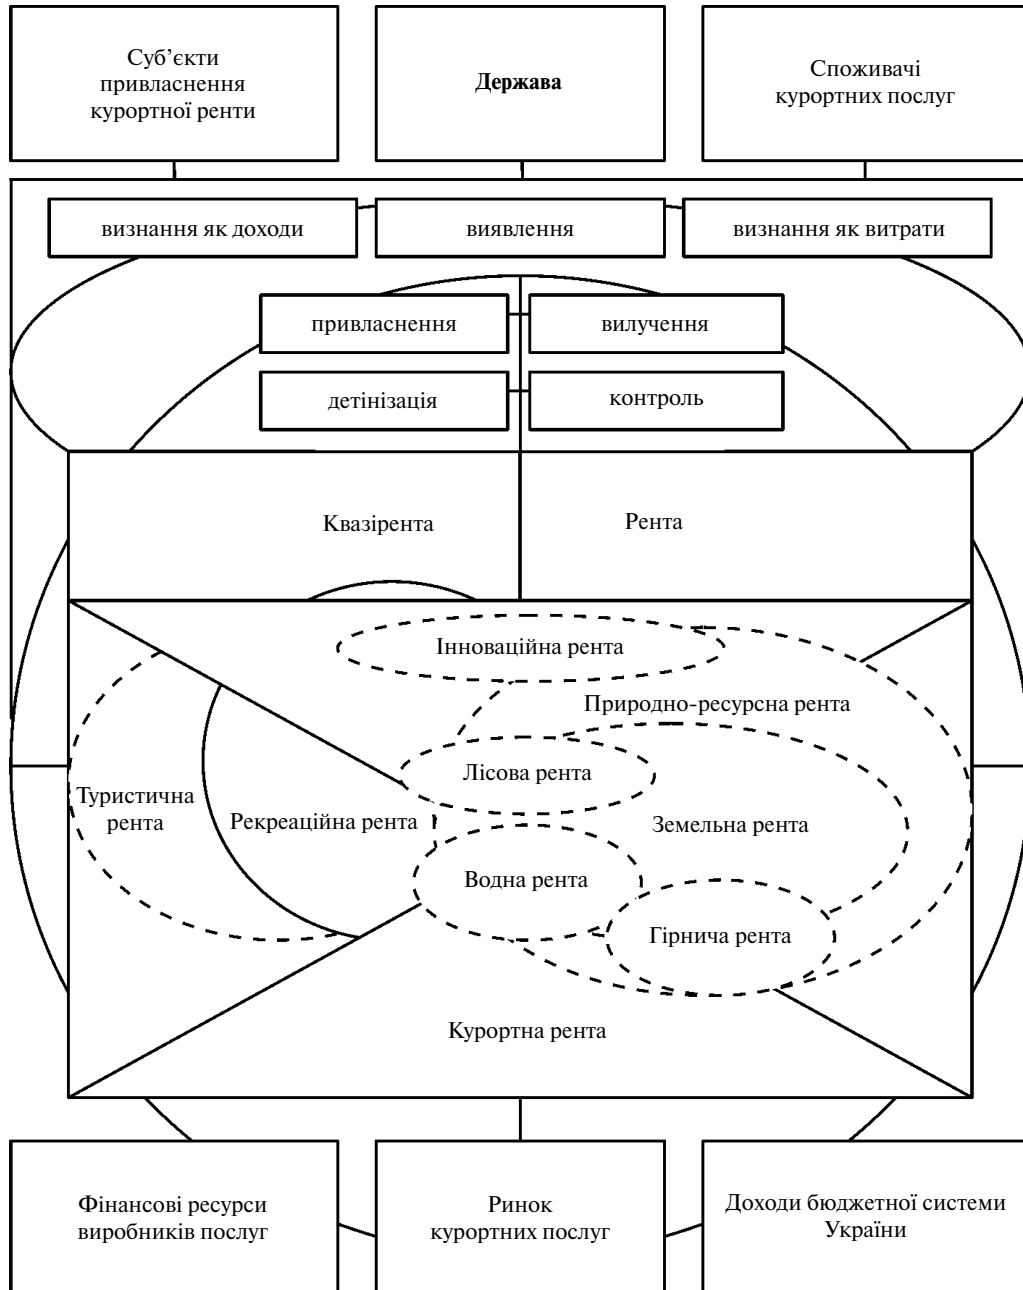 Суб’єкти
привласнення
курортної ренти
Держава
Споживачі
курортних послуг
визнання як доходи
виявлення
визнання як витрати
привласнення
вилучення
детінізація
контроль
Квазірента
Рента
Інноваційна рента
Природно-ресурсна рента
Лісова рента
Туристична
рента
Рекреаційна рента
Земельна рента
Водна рента
Гірнича рента
Курортна рента
Фінансові ресурси
виробників послуг
Ринок
курортних послуг
Доходи бюджетної системи
України